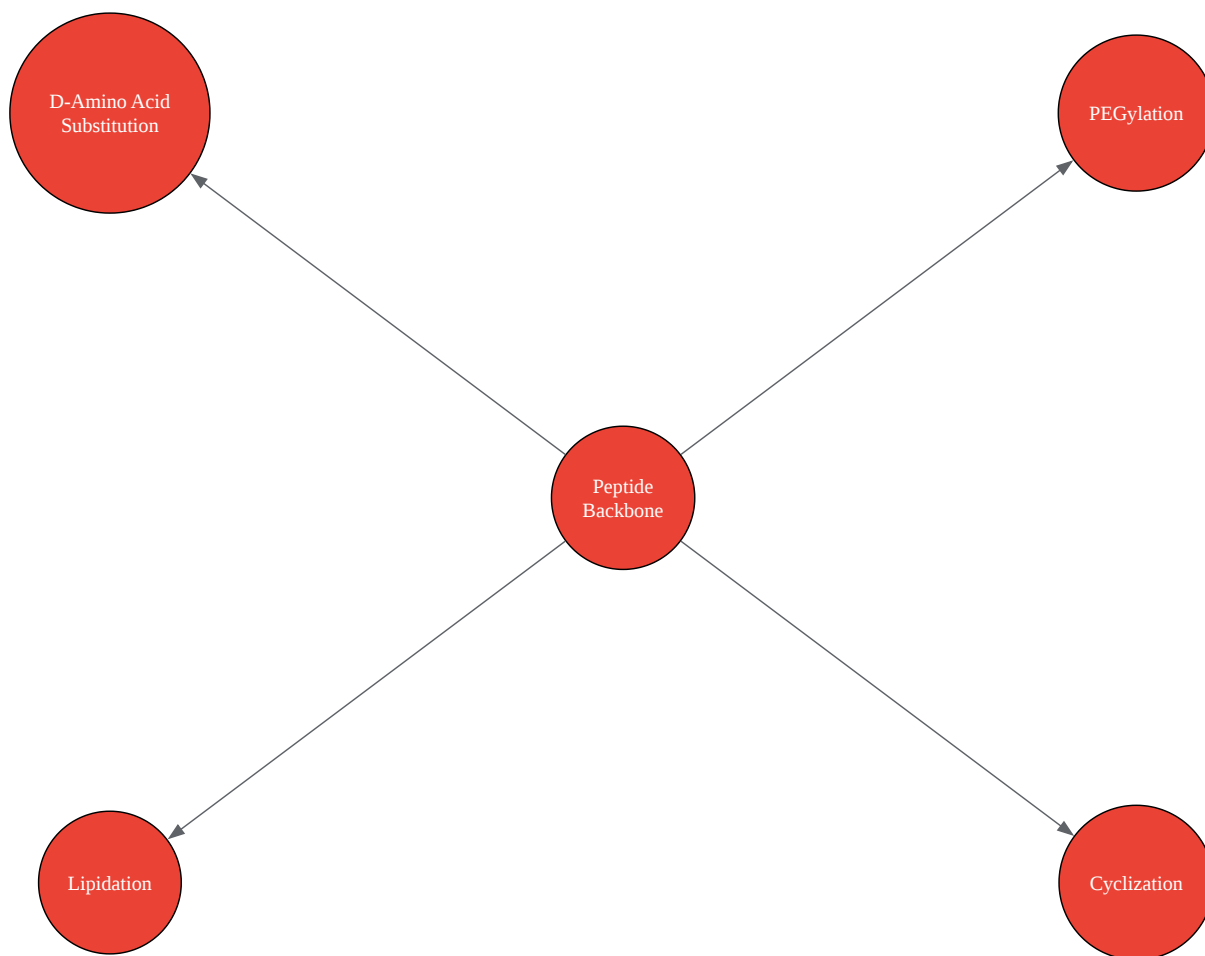 D-Amino Acid
Substitution
PEGylation
Peptide
Backbone
Lipidation
Cyclization